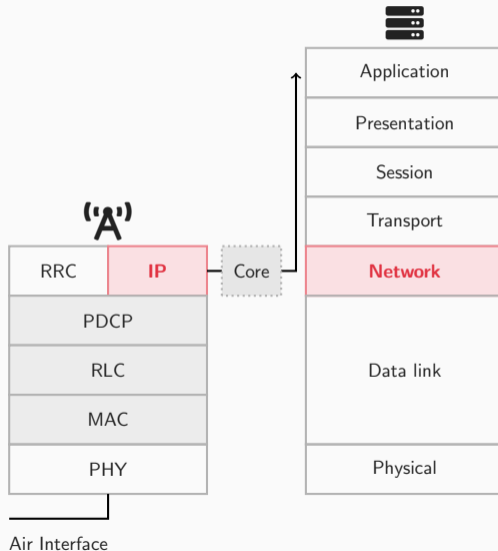 Application
Presentation
Session
Transport
RRC
IP
Core
Network
PDCP
RLC
Data link
MAC
PHY
Physical
Air Interface